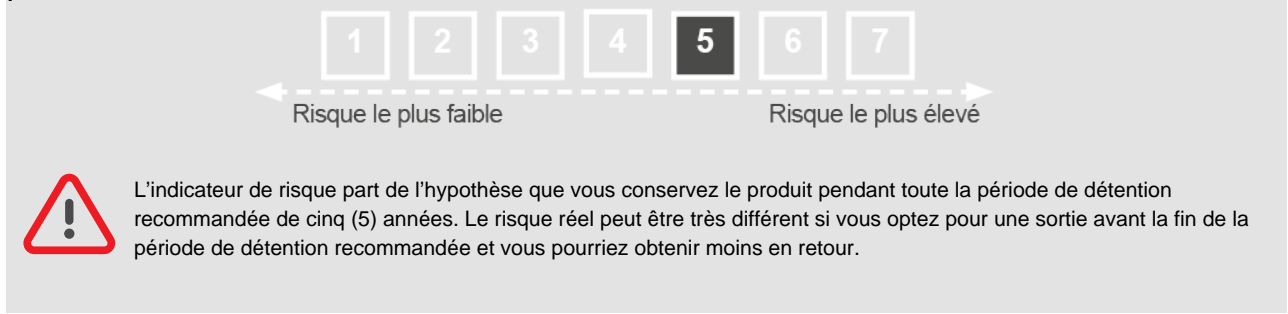 1 2 3 4 5 6 7
Risque le plus faible Risque le plus élevé
L'indicateur de risque part de l'hypothèse que vous conservez le produit pendant toute la période de détention
recommandée de cinq (5) années. Le risque réel peut être très différent si vous optez pour une sortie avant la fin de la
période de détention recommandée et vous pourriez obtenir moins en retour.